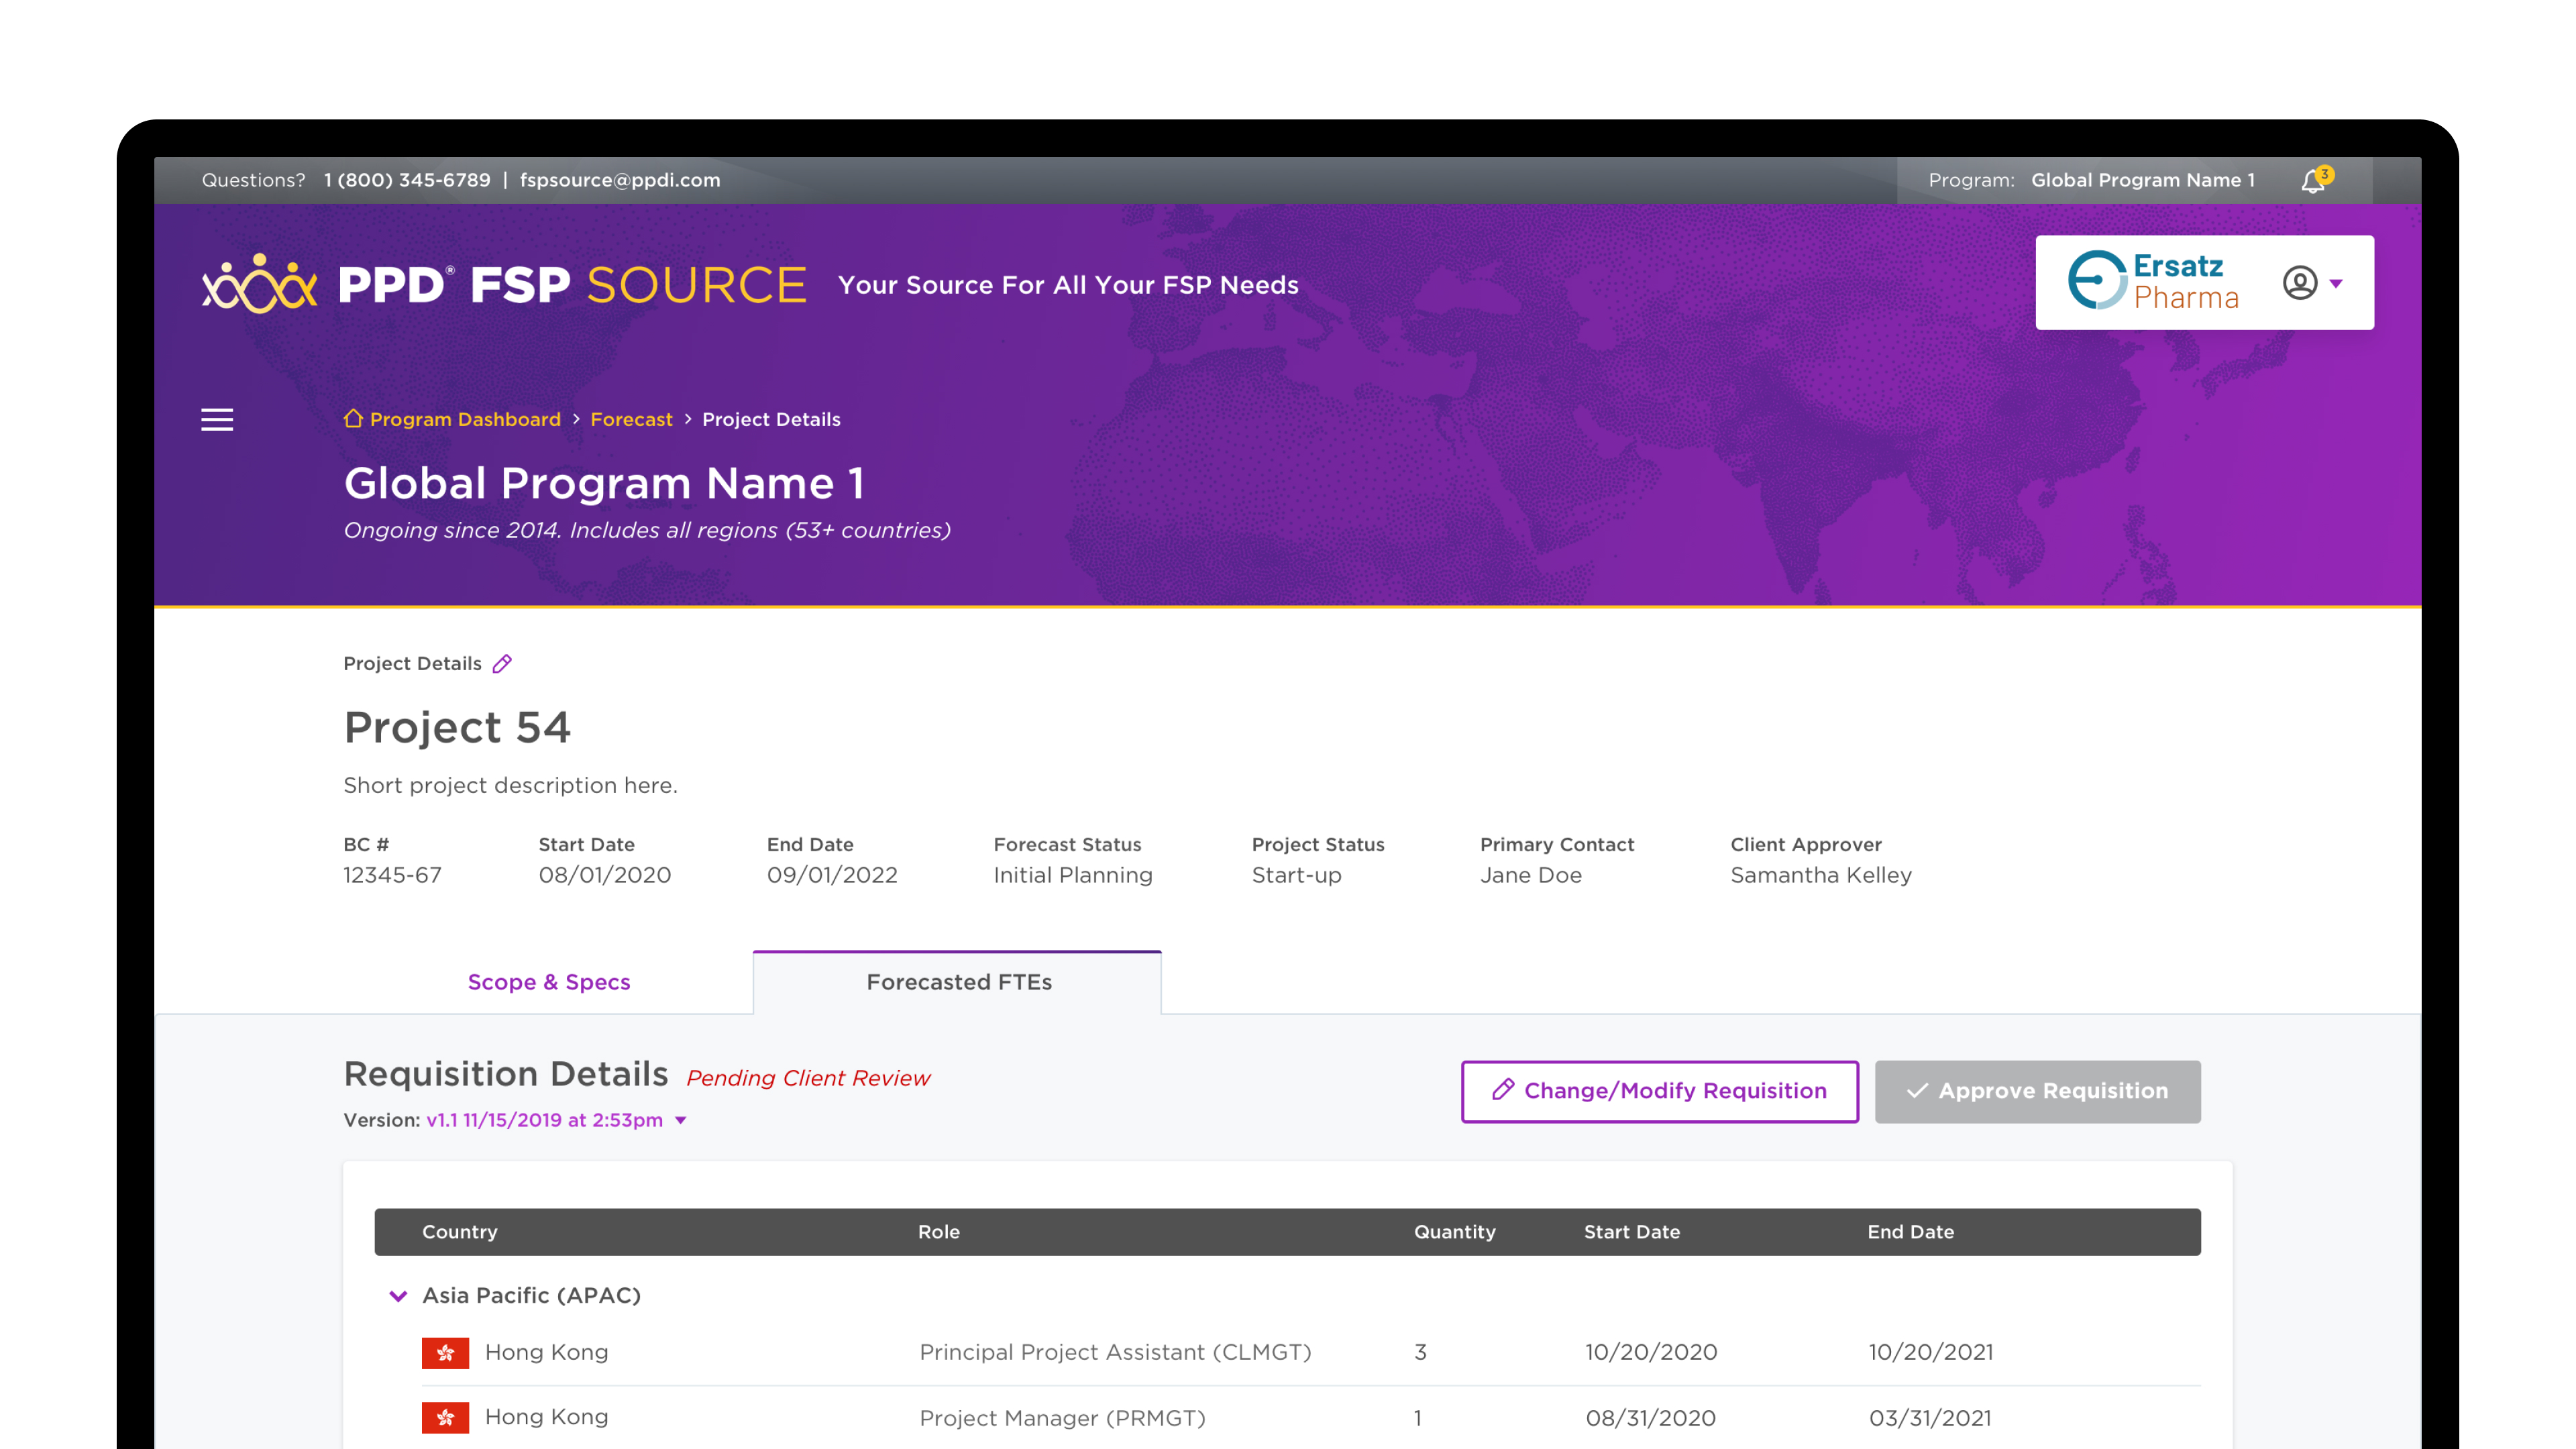 Questions? 1 (800) 345-6789 | fspsource@ppdi.com
Program: Global Program Name 1
3
PPD® FSP SOURCE Your Source For All Your FSP Needs
Ersatz
Pharma
Program Dashboard > Forecast > Project Details
Global Program Name 1
Ongoing since 2014. Includes all regions (53+ countries)
Project Details
Project 54
Short project description here.
BC # Start Date End Date Forecast Status Project Status Primary Contact Client Approver
12345-67 08/01/2020 09/01/2022 Initial Planning Start-up Jane Doe Samantha Kelley
Scope & Specs Forecasted FTEs
Requisition Details Pending Client Review
Version: v1.1 11/15/2019 at 2:53pm
Change/Modify Requisition Approve Requisition
Country Role Quantity Start Date End Date
Asia Pacific (APAC)
Hong Kong Principal Project Assistant (CLMGT) 3 10/20/2020 10/20/2021
Hong Kong Project Manager (PRMGT) 1 08/31/2020 03/31/2021